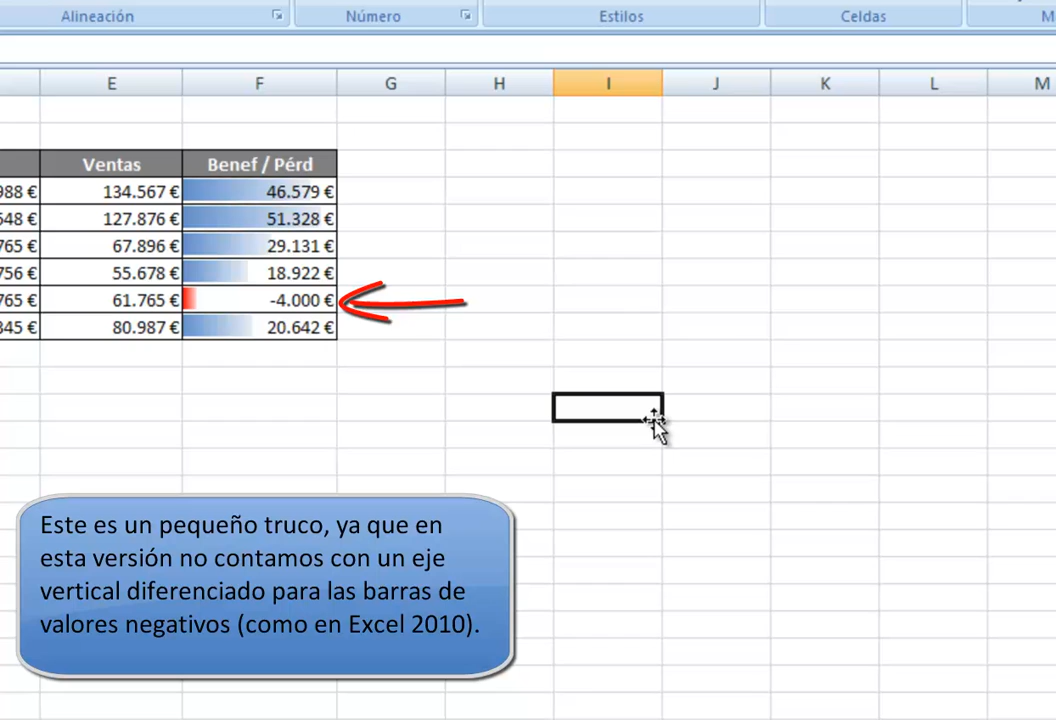 Alineación Número Estilos Celdas M
E F G H I J K L M
Ventas Benef / Pérd
988 € 134.567 € 46.579 €
548 € 127.876 € 51.328 €
765 € 67.896 € 29.131 €
756 € 55.678 € 18.922 €
765 € 61.765 € -4.000 €
345 € 80.987 € 20.642 €
Este es un pequeño truco, ya que en
esta versión no contamos con un eje
vertical diferenciado para las barras de
valores negativos (como en Excel 2010).